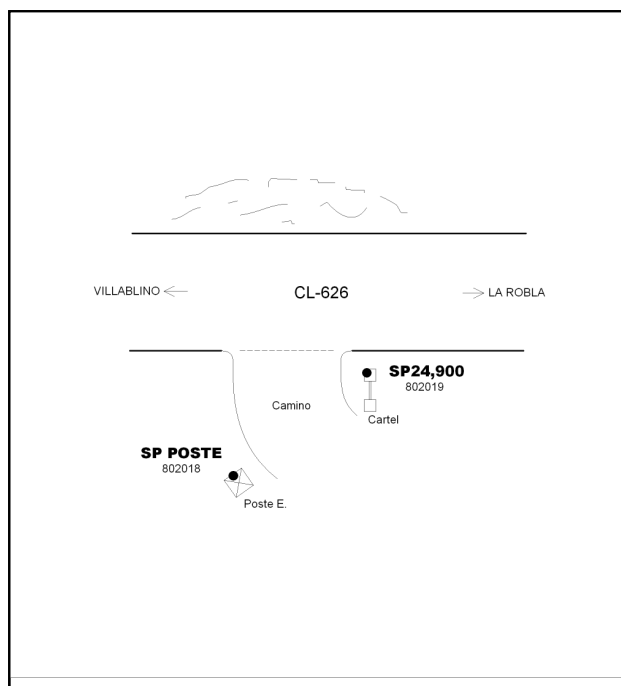 VILLABLINO
CL-626
LA ROBLA
SP24,900
802019
Camino
Cartel
SP POSTE
802018
Poste E.